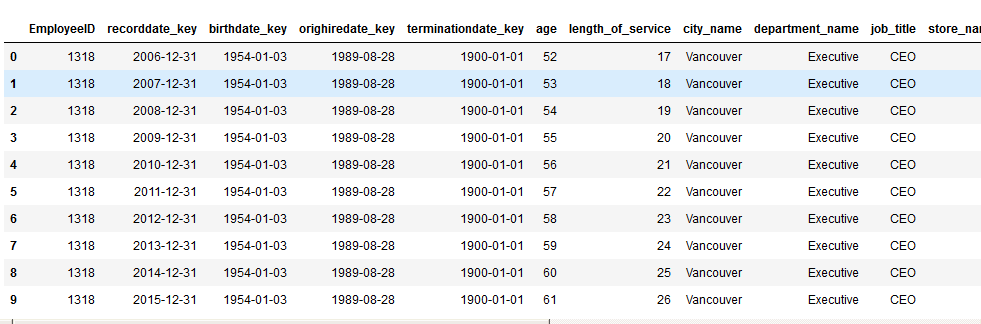 EmployeeID recorddate_key birthdate_key orighiredate_key terminationdate_key age length_of_service city_name department_name job_title store_na
0 1318 2006-12-31 1954-01-03 1989-08-28 1900-01-01 52 17 Vancouver Executive CEO
1 1318 2007-12-31 1954-01-03 1989-08-28 1900-01-01 53 18 Vancouver Executive CEO
2 1318 2008-12-31 1954-01-03 1989-08-28 1900-01-01 54 19 Vancouver Executive CEO
3 1318 2009-12-31 1954-01-03 1989-08-28 1900-01-01 55 20 Vancouver Executive CEO
4 1318 2010-12-31 1954-01-03 1989-08-28 1900-01-01 56 21 Vancouver Executive CEO
5 1318 2011-12-31 1954-01-03 1989-08-28 1900-01-01 57 22 Vancouver Executive CEO
6 1318 2012-12-31 1954-01-03 1989-08-28 1900-01-01 58 23 Vancouver Executive CEO
7 1318 2013-12-31 1954-01-03 1989-08-28 1900-01-01 59 24 Vancouver Executive CEO
8 1318 2014-12-31 1954-01-03 1989-08-28 1900-01-01 60 25 Vancouver Executive CEO
9 1318 2015-12-31 1954-01-03 1989-08-28 1900-01-01 61 26 Vancouver Executive CEO